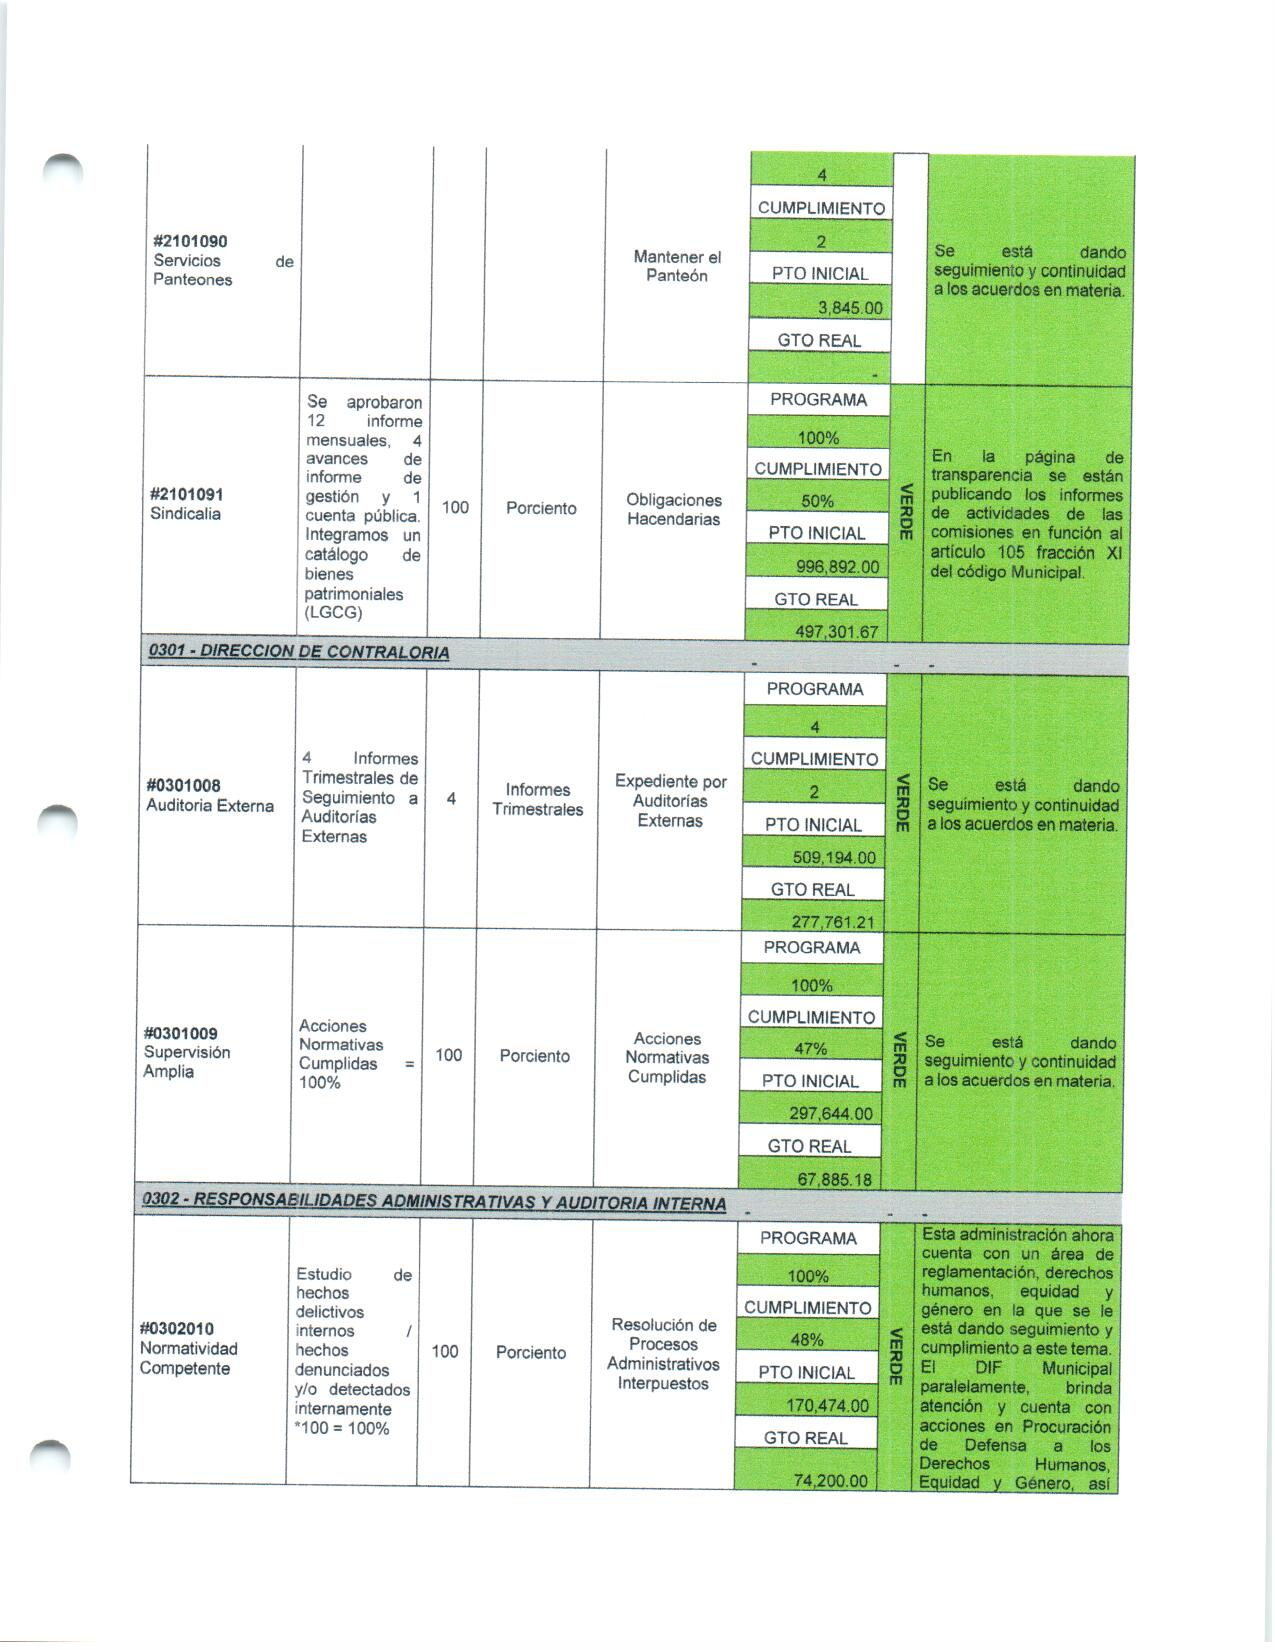 #2101090
Servicios de
Panteones
Mantener el
Panteón
4
CUMPLIMIENTO
2
PTO INICIAL
3,845.00
GTO REAL
-
Se está dando
seguimiento y continuidad
a los acuerdos en materia.
#2101091
Sindicalia
Se aprobaron
12 informe
mensuales, 4
avances de
informe de
gestión y 1
cuenta pública.
Integramos un
catálogo de
bienes
patrimoniales
(LGCG)
100
Porciento
Obligaciones
Hacendarias
PROGRAMA
100%
CUMPLIMIENTO
50%
PTO INICIAL
996,892.00
GTO REAL
497,301.67
VERDE
En la página de
transparencia se están
publicando los informes
de actividades de las
comisiones en función al
artículo 105 fracción XI
del código Municipal.
0301 - DIRECCION DE CONTRALORIA - - -
#0301008
Auditoria Externa
4 Informes
Trimestrales de
Seguimiento a
Auditorías
Externas
4
Informes
Trimestrales
Expediente por
Auditorías
Externas
PROGRAMA
4
CUMPLIMIENTO
2
PTO INICIAL
509,194.00
GTO REAL
277,761.21
VERDE
Se está dando
seguimiento y continuidad
a los acuerdos en materia.
#0301009
Supervisión
Amplia
Acciones
Normativas
Cumplidas =
100%
100
Porciento
Acciones
Normativas
Cumplidas
PROGRAMA
100%
CUMPLIMIENTO
47%
PTO INICIAL
297,644.00
GTO REAL
67,885.18
VERDE
Se está dando
seguimiento y continuidad
a los acuerdos en materia.
0302 - RESPONSABILIDADES ADMINISTRATIVAS Y AUDITORIA INTERNA - - -
#0302010
Normatividad
Competente
Estudio de
hechos
delictivos
internos /
hechos
denunciados
y/o detectados
internamente
*100 = 100%
100
Porciento
Resolución de
Procesos
Administrativos
Interpuestos
PROGRAMA
100%
CUMPLIMIENTO
48%
PTO INICIAL
170,474.00
GTO REAL
74,200.00
VERDE
Esta administración ahora
cuenta con un área de
reglamentación, derechos
humanos, equidad y
género en la que se le
está dando seguimiento y
cumplimiento a este tema.
El DIF Municipal
paralelamente, brinda
atención y cuenta con
acciones en Procuración
de Defensa a los
Derechos Humanos,
Equidad y Género, así